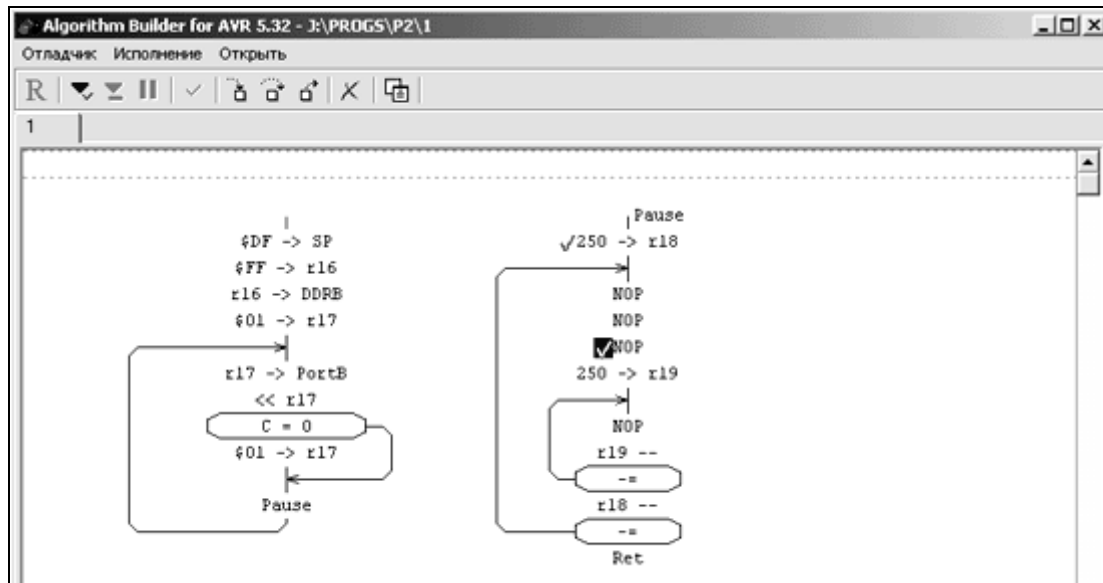 Algorithm Builder for AVR 5.32 - J:\PROGS\P2\1
Отладчик Исполнение Открыть
R
1
$DF -> SP
$FF -> r16
r16 -> DDRB
$01 -> r17
r17 -> PortB
<< r17
C = 0
$01 -> r17
Pause
Pause
250 -> r18
NOP
NOP
NOP
250 -> r19
NOP
r19 --
-=
r18 --
-=
Ret